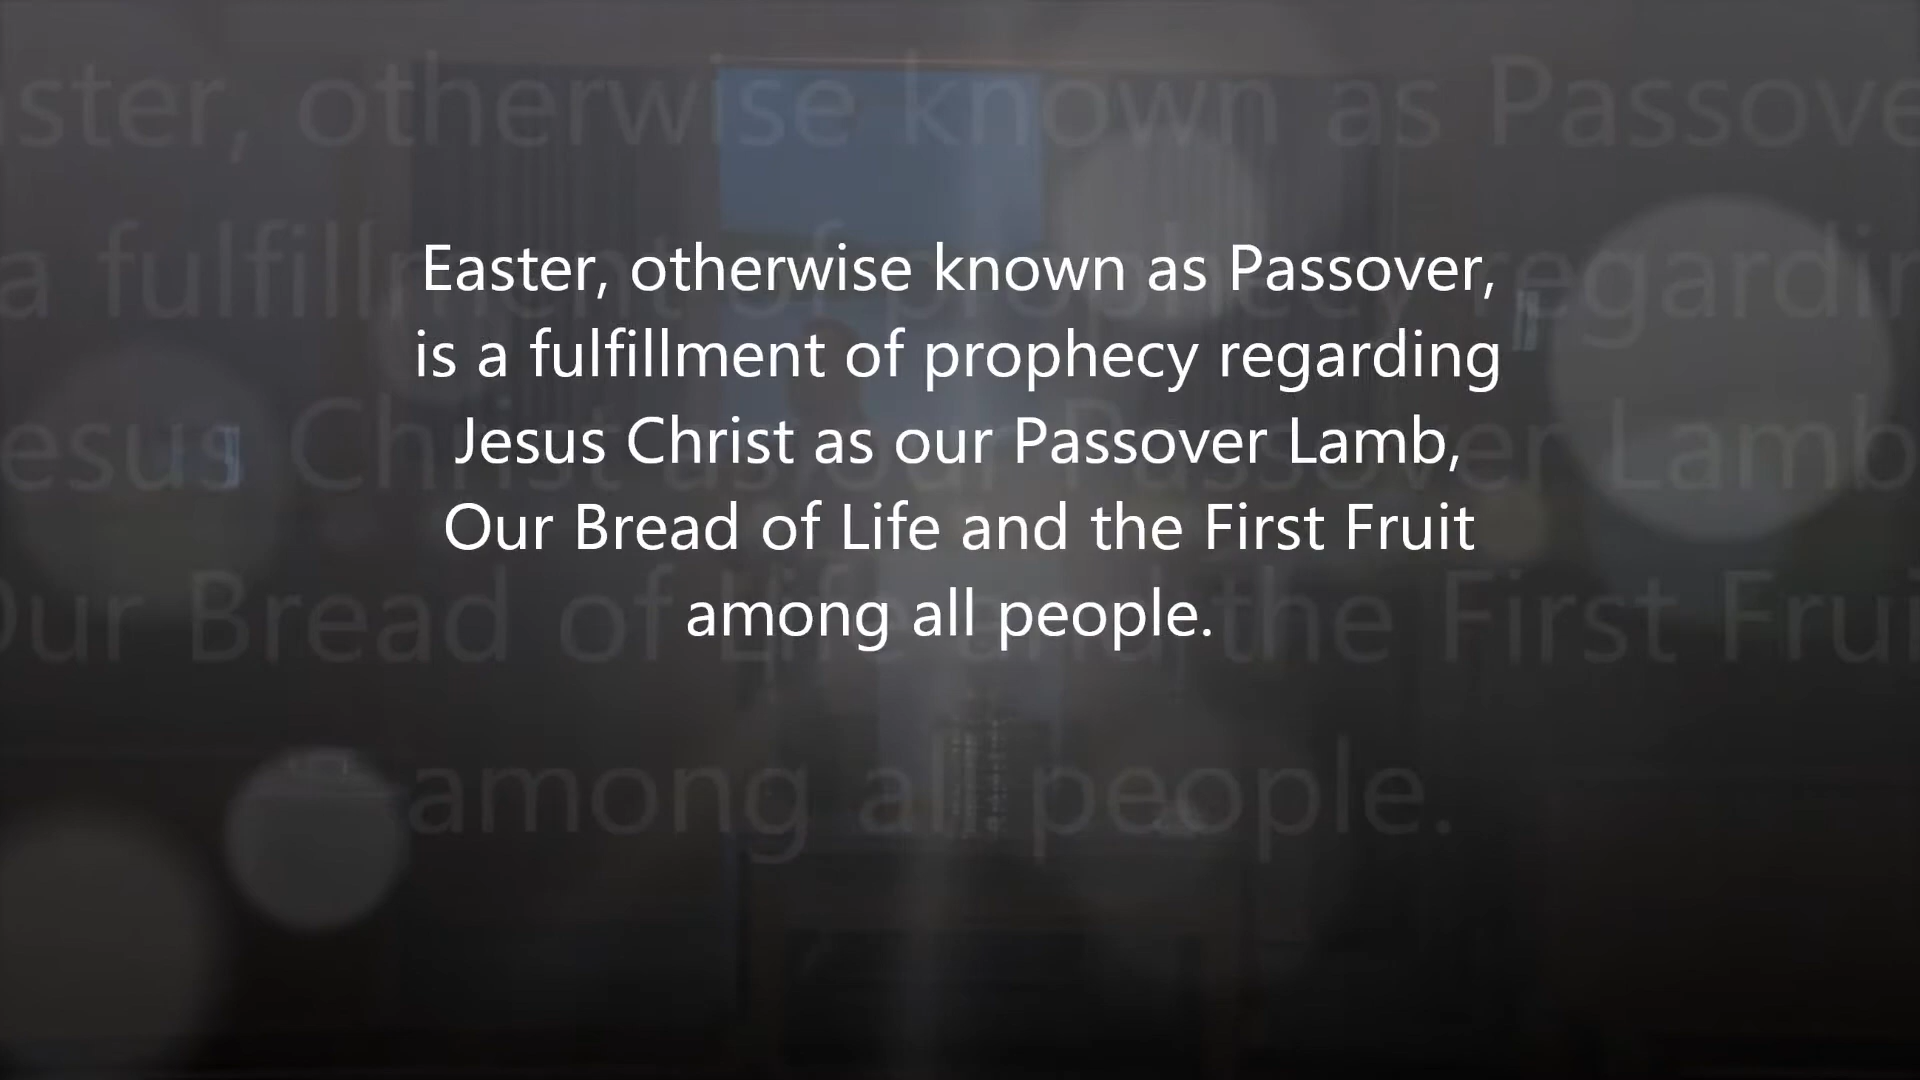 Easter, otherwise known as Passover,
is a fulfillment of prophecy regarding
Jesus Christ as our Passover Lamb,
Our Bread of Life and the First Fruit
among all people.